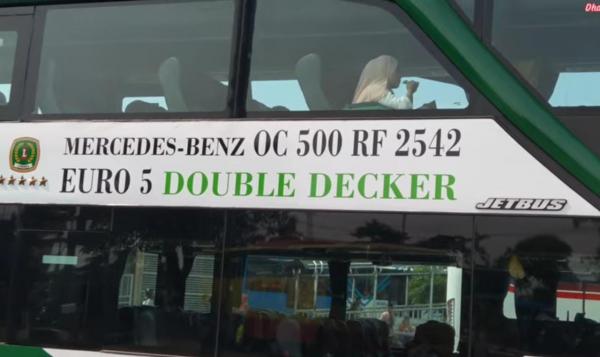 MERCEDES-BENZ OC 500 RF 2542
EURO 5 DOUBLE DECKER
JETBUS